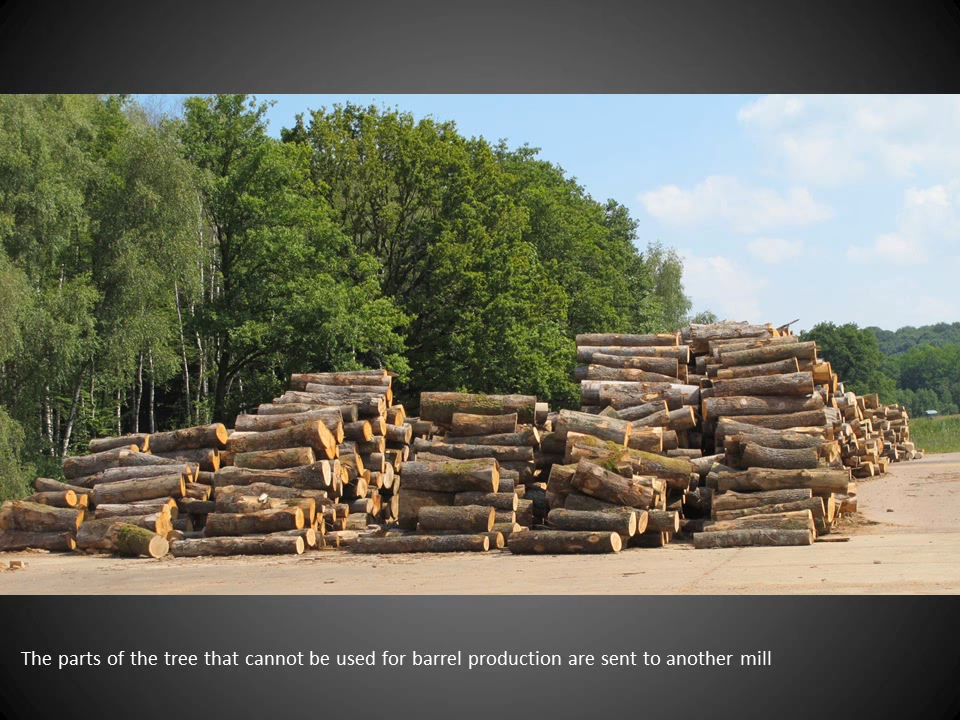 The parts of the tree that cannot be used for barrel production are sent to another mill